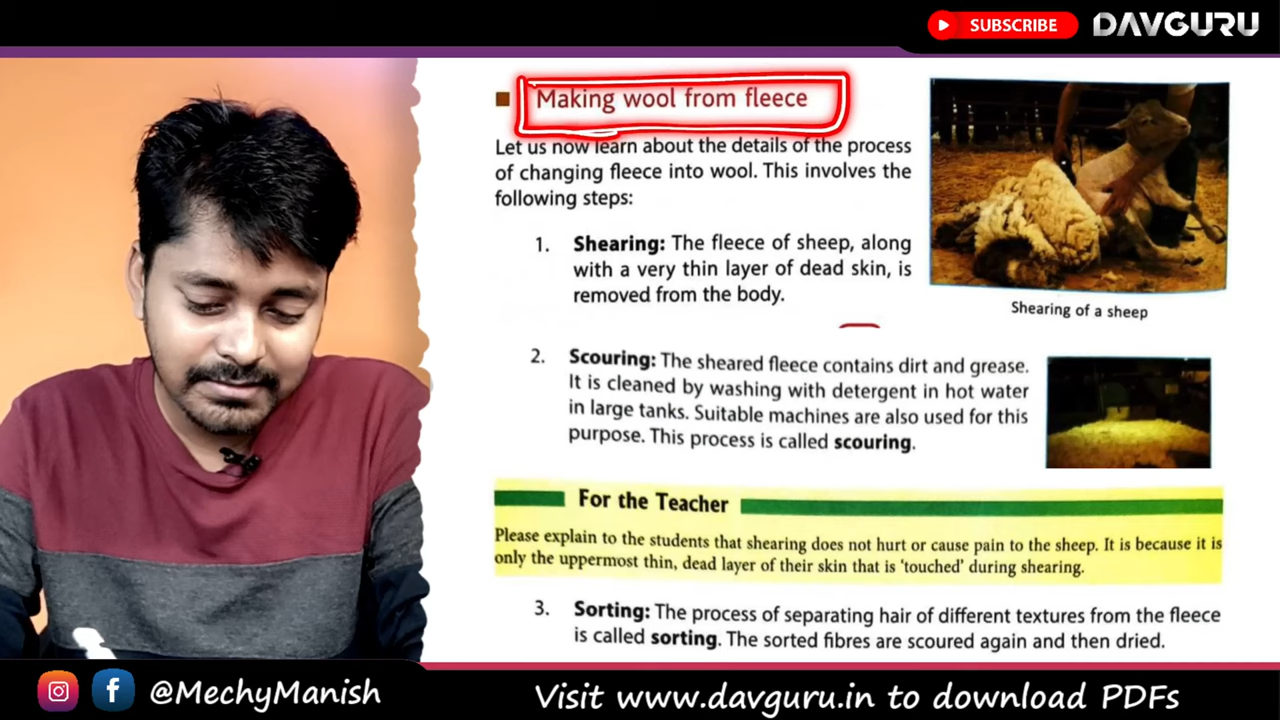 SUBSCRIBE DAVGURU
Making wool from fleece
Let us now learn about the details of the process
of changing fleece into wool. This involves the
following steps:
1. Shearing: The fleece of sheep, along
with a very thin layer of dead skin, is
removed from the body.
Shearing of a sheep
2. Scouring: The sheared fleece contains dirt and grease.
It is cleaned by washing with detergent in hot water
in large tanks. Suitable machines are also used for this
purpose. This process is called scouring.
For the Teacher
Please explain to the students that shearing does not hurt or cause pain to the sheep. It is because it is
only the uppermost thin, dead layer of their skin that is 'touched' during shearing.
3. Sorting: The process of separating hair of different textures from the fleece
is called sorting. The sorted fibres are scoured again and then dried.
@MechyManish Visit www.davguru.in to download PDFs